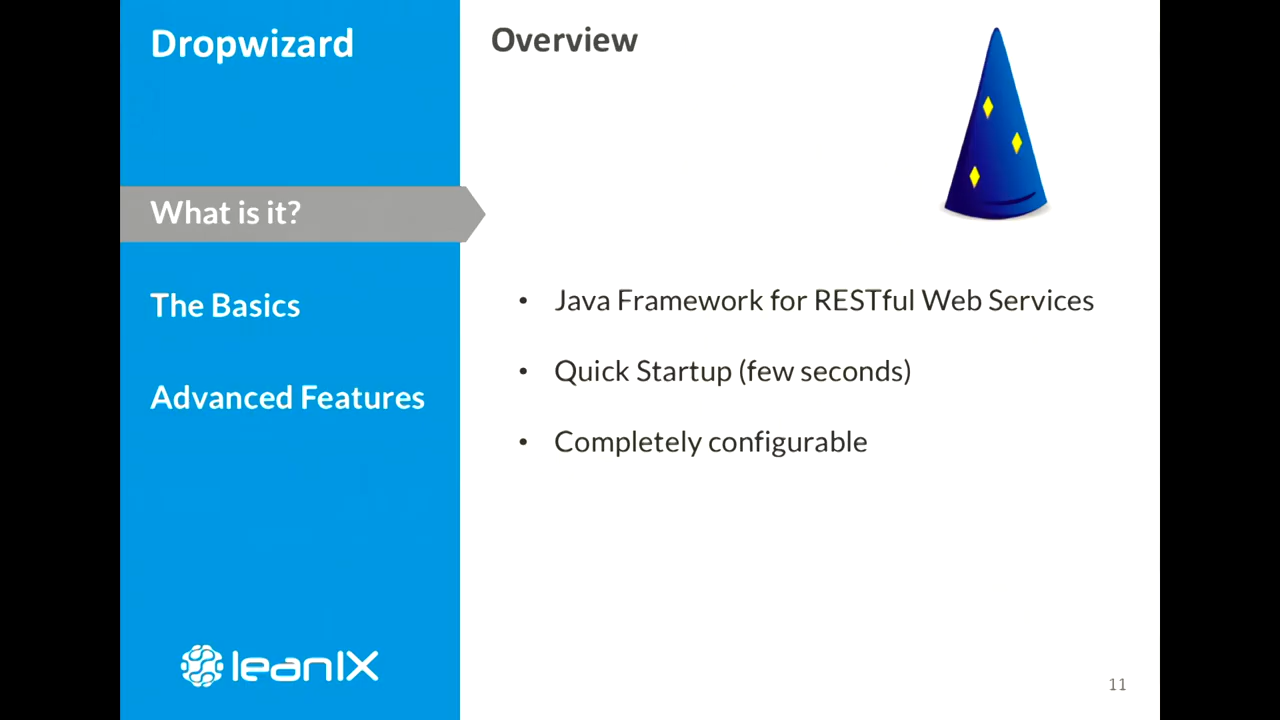 Dropwizard
What is it?
The Basics
Advanced Features
leanIX
Overview
• Java Framework for RESTful Web Services
• Quick Startup (few seconds)
• Completely configurable
11